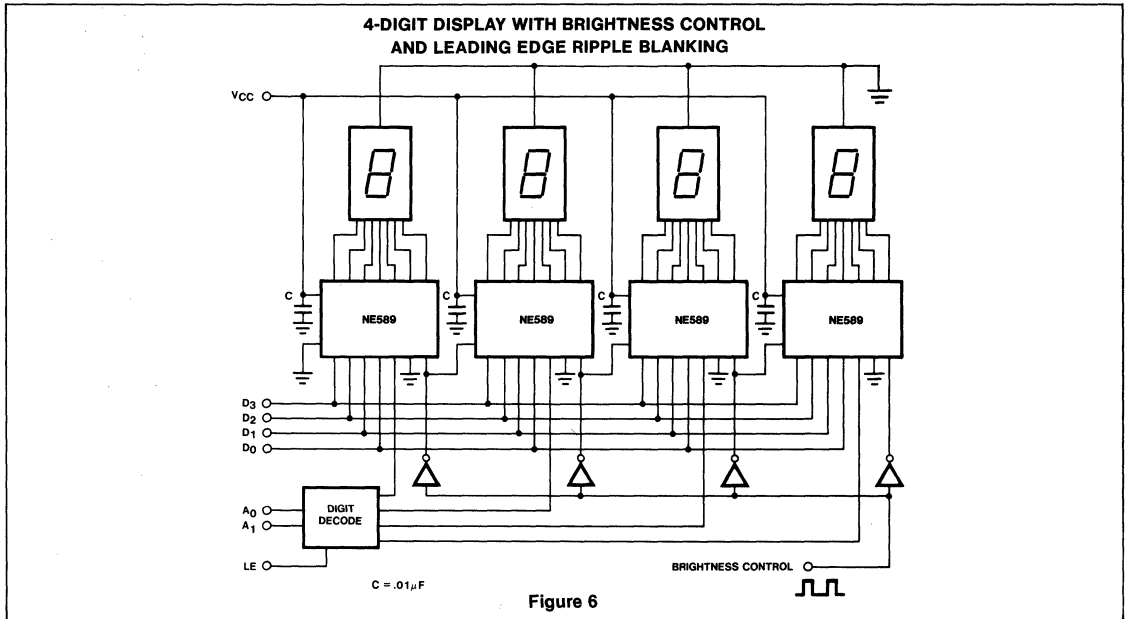 4-DIGIT DISPLAY WITH BRIGHTNESS CONTROL
AND LEADING EDGE RIPPLE BLANKING
VCC
C
C
C
C
NE589
NE589
NE589
NE589
D3
D2
D1
D0
A0
A1
DIGIT
DECODE
LE
BRIGHTNESS CONTROL
C = .01µF
Figure 6